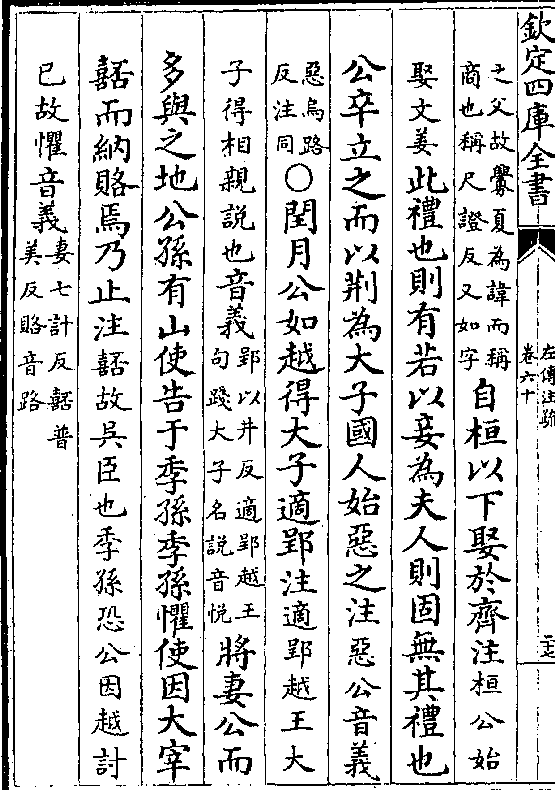 欽定四庫全書
左傳注疏
卷六十
二十三
之父故釁夏為諱而稱
商也稱尺證反又如字
自桓以下娶於齊注桓公始
娶文姜此禮也則有若以妾為夫人則固無其禮也
公卒立之而以荆為大子國人始惡之注惡公音義
惡烏路
反注同
○閏月公如越得大子適郢注適郢越王大
子得相親説也音義
郢以井反適郢越王
句踐大子名説音悦
將妻公而
多與之地公孫有山使告于季孫季孫懼使因大宰
嚭而納賂焉乃止注嚭故吳臣也季孫恐公因越討
已故懼音義
妻七計反嚭普
美反賂音路